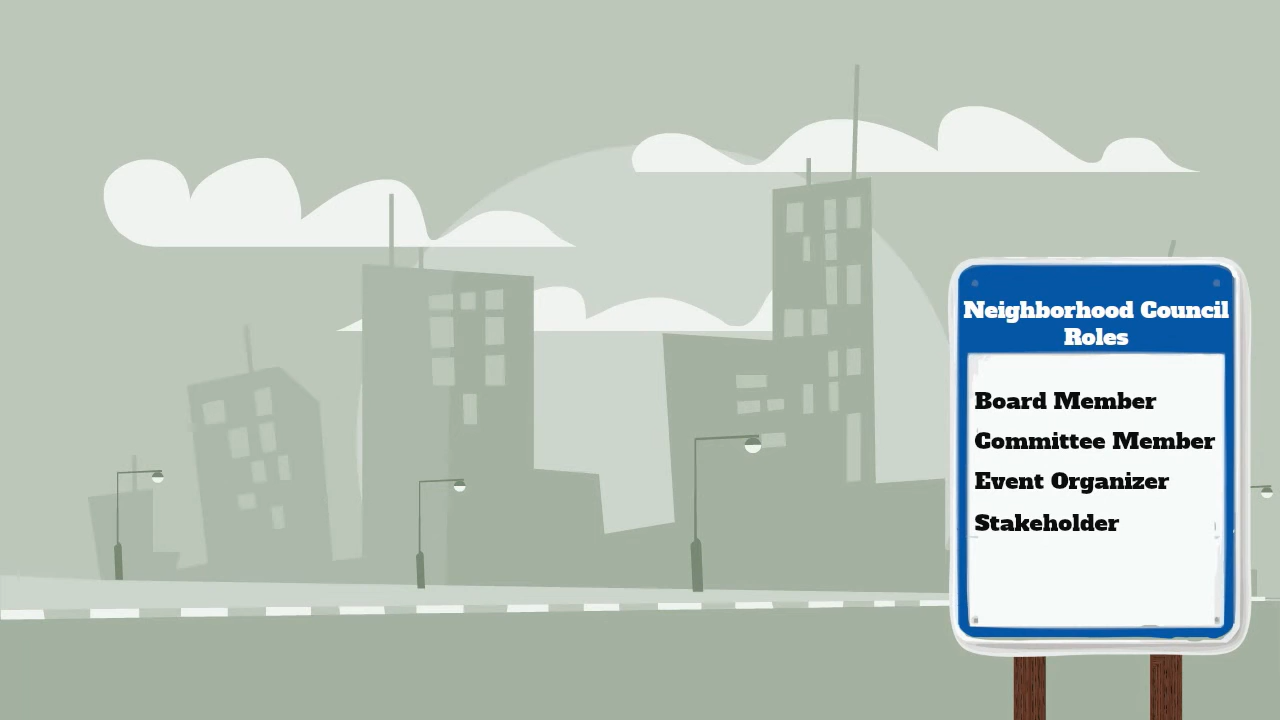 Neighborhood Council
Roles
Board Member
Committee Member
Event Organizer
Stakeholder